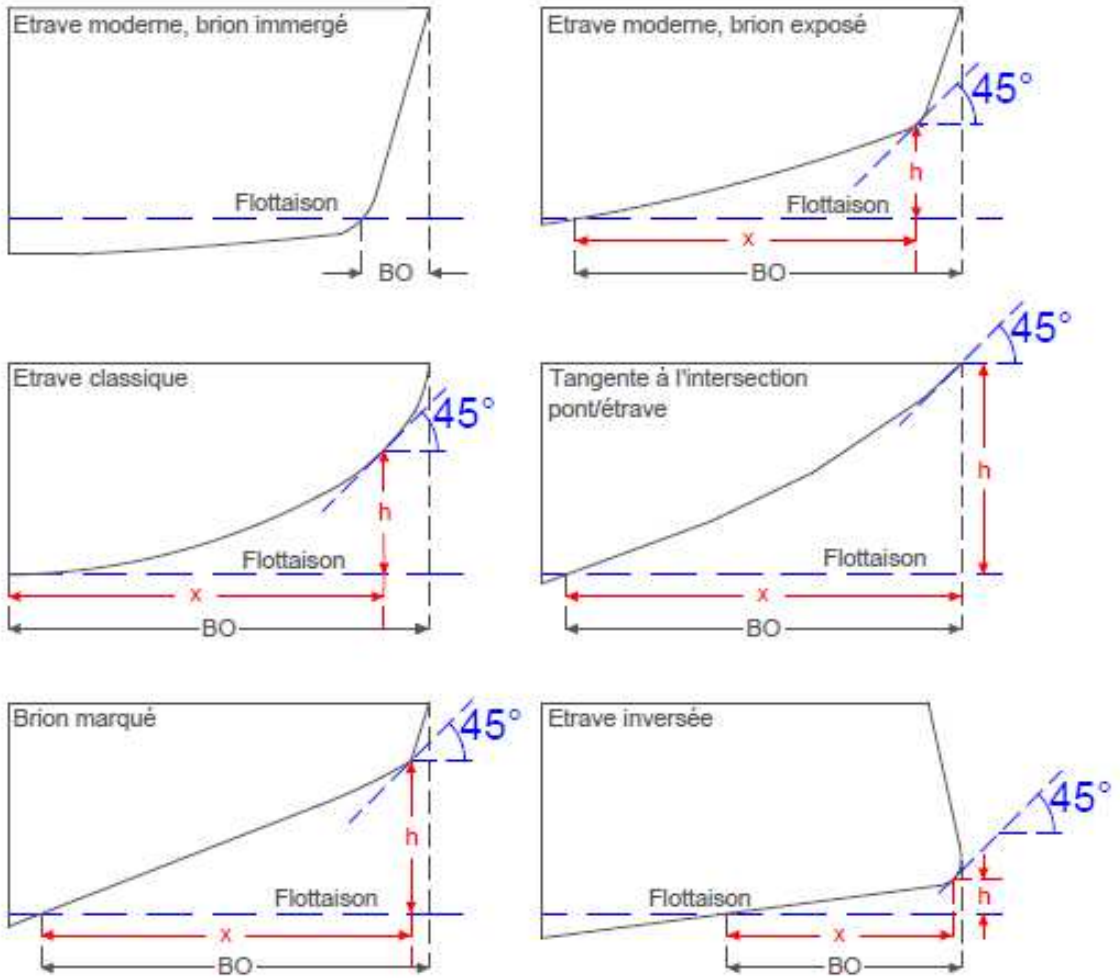 Etrave moderne, brion immergé
Flottaison
BO
Etrave moderne, brion exposé
45°
h
Flottaison
x
BO
Etrave classique
45°
h
Flottaison
x
BO
Tangente à l'intersection
pont/étrave
45°
h
Flottaison
x
BO
Brion marqué
45°
h
Flottaison
x
BO
Etrave inversée
45°
Flottaison
h
x
BO